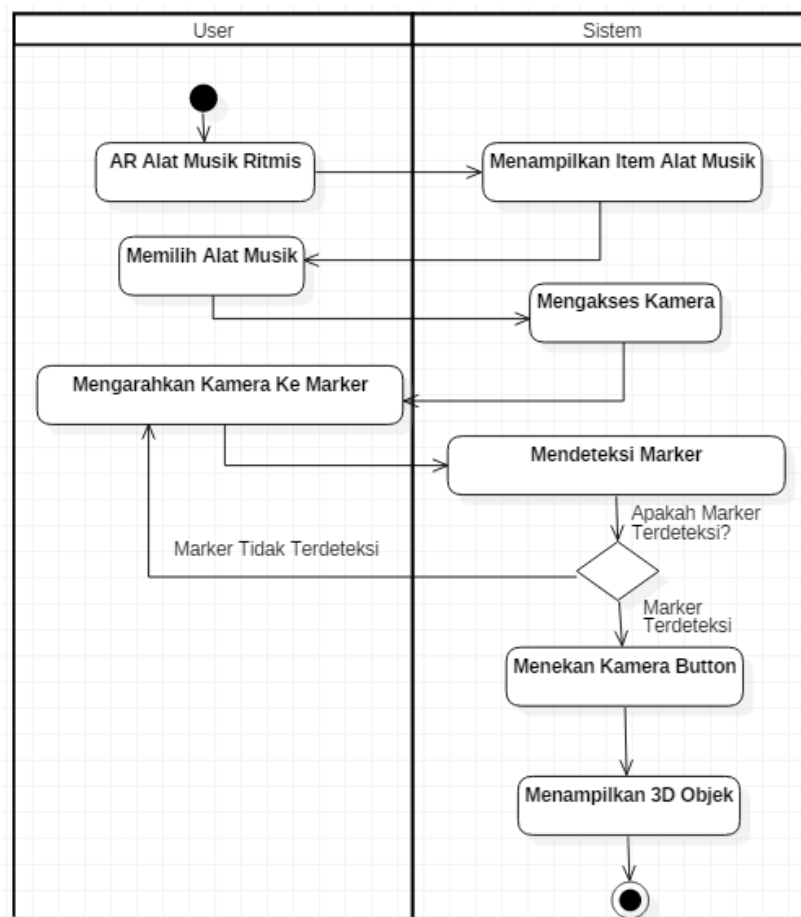 User
Sistem
AR Alat Musik Ritmis
Menampilkan Item Alat Musik
Memilih Alat Musik
Mengakses Kamera
Mengarahkan Kamera Ke Marker
Mendeteksi Marker
Apakah Marker
Terdeteksi?
Marker Tidak Terdeteksi
Marker
Terdeteksi
Menekan Kamera Button
Menampilkan 3D Objek